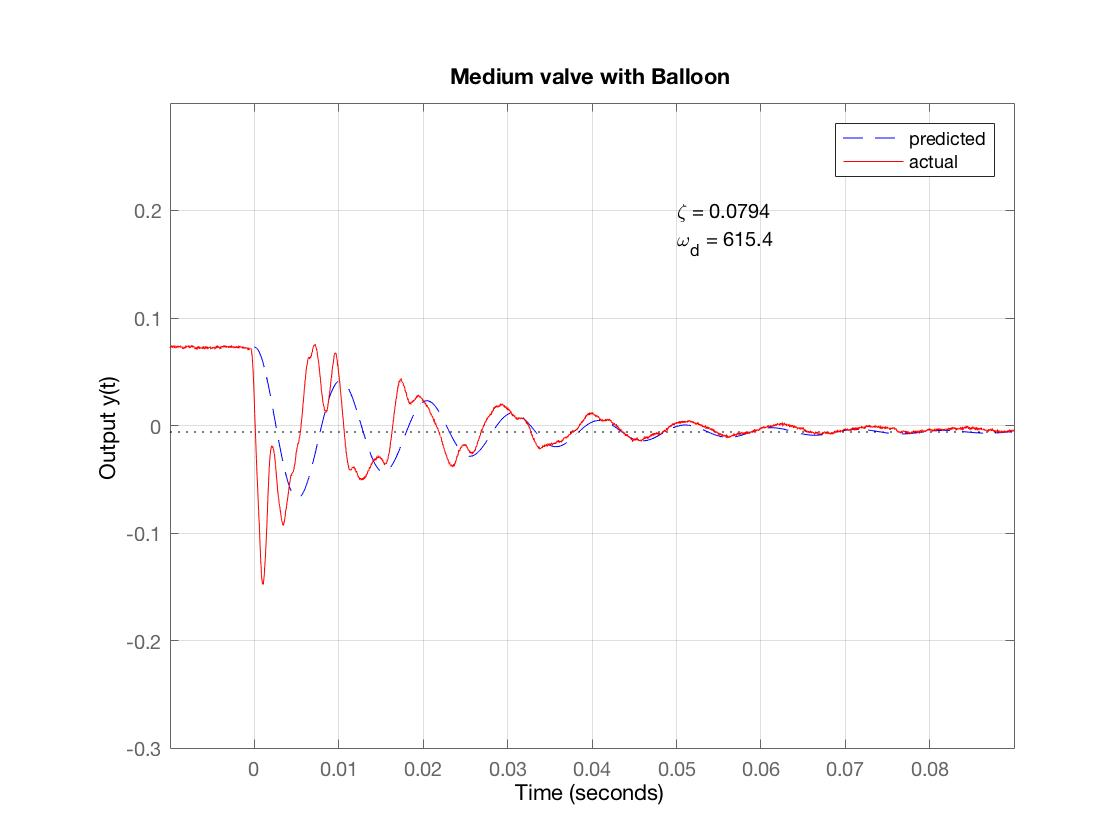 Medium valve with Balloon
predicted
actual
ζ = 0.0794
ω_d = 615.4
0.2
0.1
0
-0.1
-0.2
-0.3
Output y(t)
0 0.01 0.02 0.03 0.04 0.05 0.06 0.07 0.08
Time (seconds)